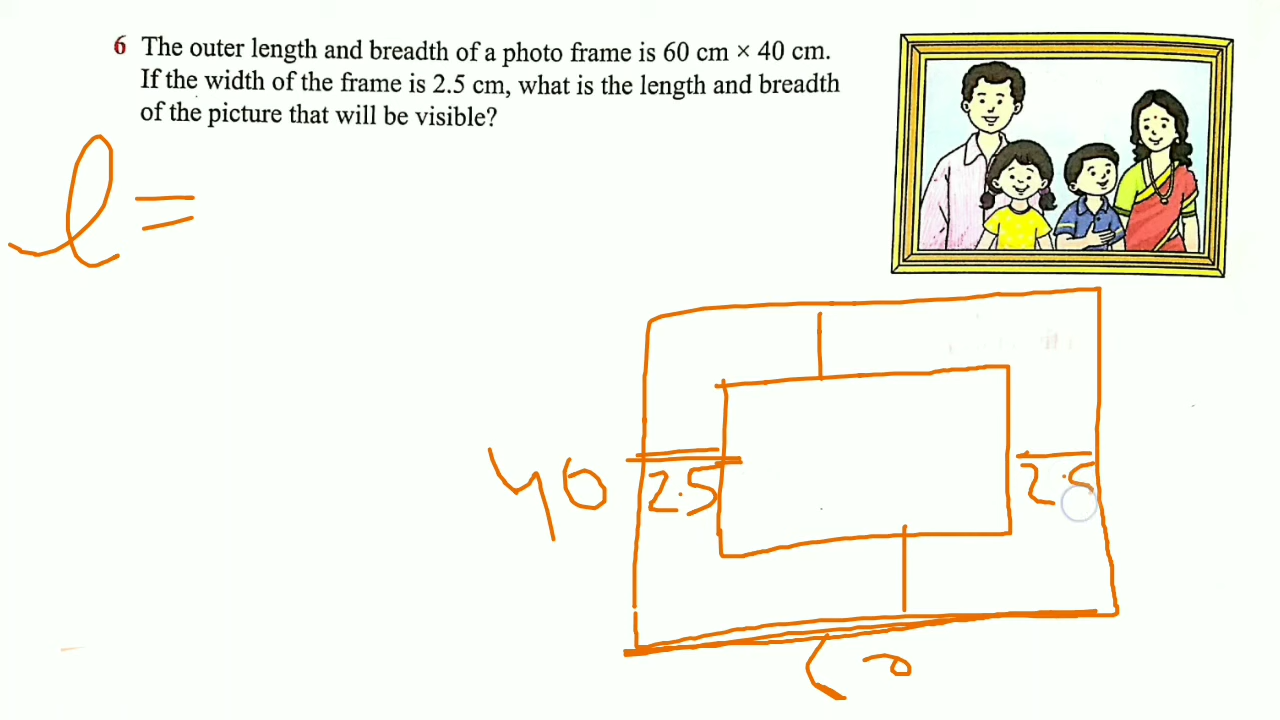 6 The outer length and breadth of a photo frame is 60 cm × 40 cm.
If the width of the frame is 2.5 cm, what is the length and breadth
of the picture that will be visible?
l =
40
2.5
2.5
60